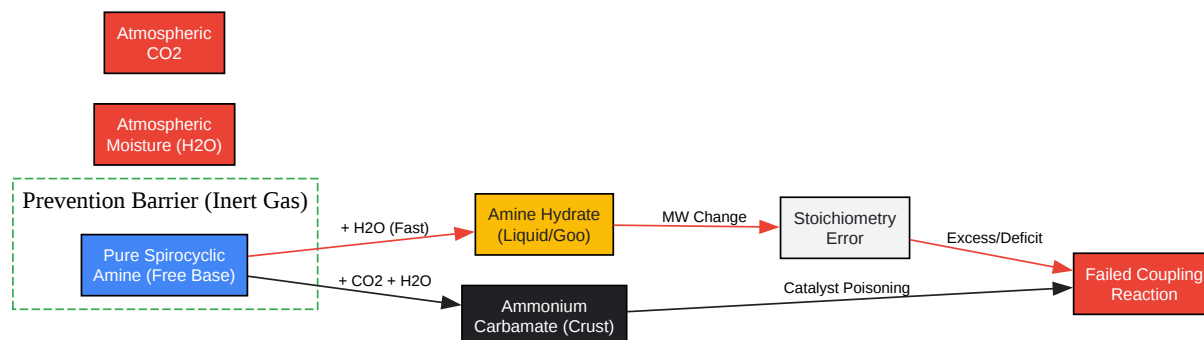 Atmospheric
CO2
Atmospheric
Moisture (H2O)
Prevention Barrier (Inert Gas)
Pure Spirocyclic
Amine (Free Base)
+ H2O (Fast)
+ CO2 + H2O
Amine Hydrate
(Liquid/Goo)
Ammonium
Carbamate (Crust)
MW Change
Stoichiometry
Error
Catalyst Poisoning
Excess/Deficit
Failed Coupling
Reaction